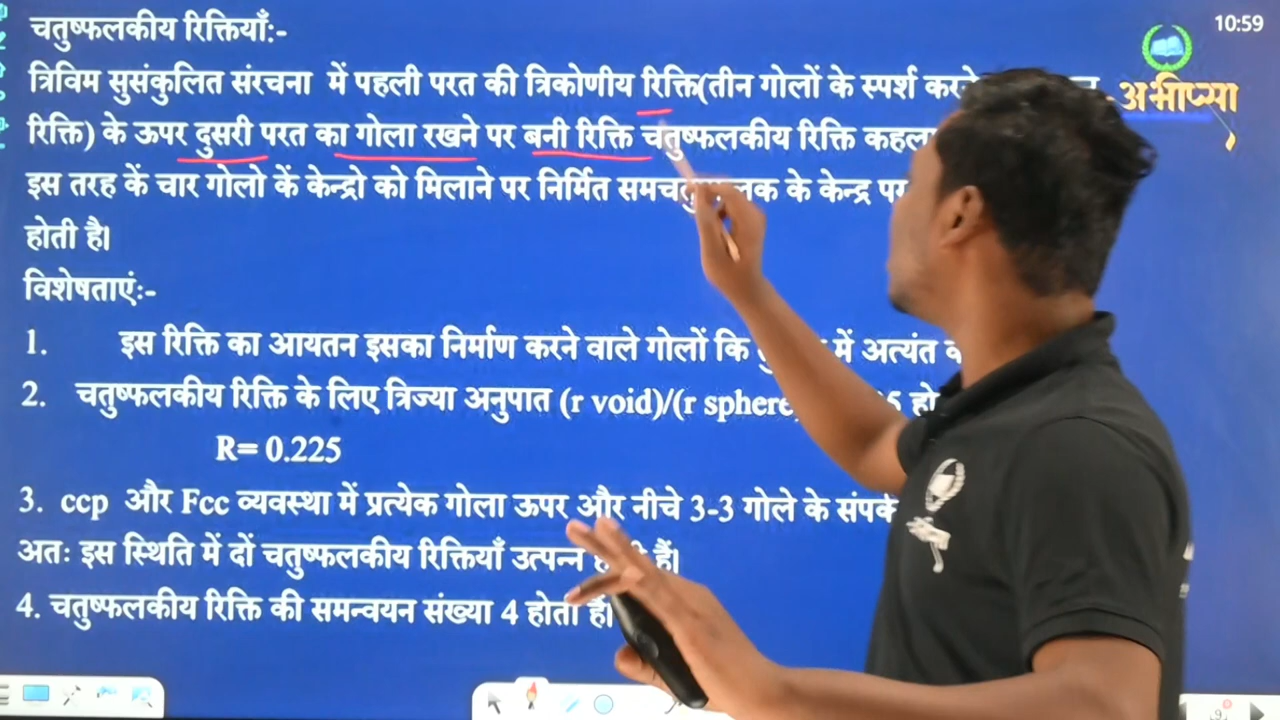 चतुष्फलकीय रिक्तियाँ:-
10:59
त्रिविम सुसंकुलित संरचना में पहली परत की त्रिकोणीय रिक्ति(तीन गोलों के स्पर्श
अभीप्सा
रिक्ति) के ऊपर दुसरी परत का गोला रखने पर बनी रिक्ति चतुष्फलकीय रिक्ति
इस तरह कें चार गोलो कें केन्द्रो को मिलाने पर निर्मित के केन्द्र पर
होती है।
विशेषताएं:-
1. इस रिक्ति का आयतन इसका निर्माण करने वाले गोलों कि में अत्यंत
2. चतुष्फलकीय रिक्ति के लिए त्रिज्या अनुपात (r void)/(r sphere
R= 0.225
3. ccp और Fcc व्यवस्था में प्रत्येक गोला ऊपर और नीचे 3-3 गोले के
अतः इस स्थिति में दों चतुष्फलकीय रिक्तियाँ उत्पन्न हैं।
4. चतुष्फलकीय रिक्ति की समन्वयन संख्या 4 होती है।